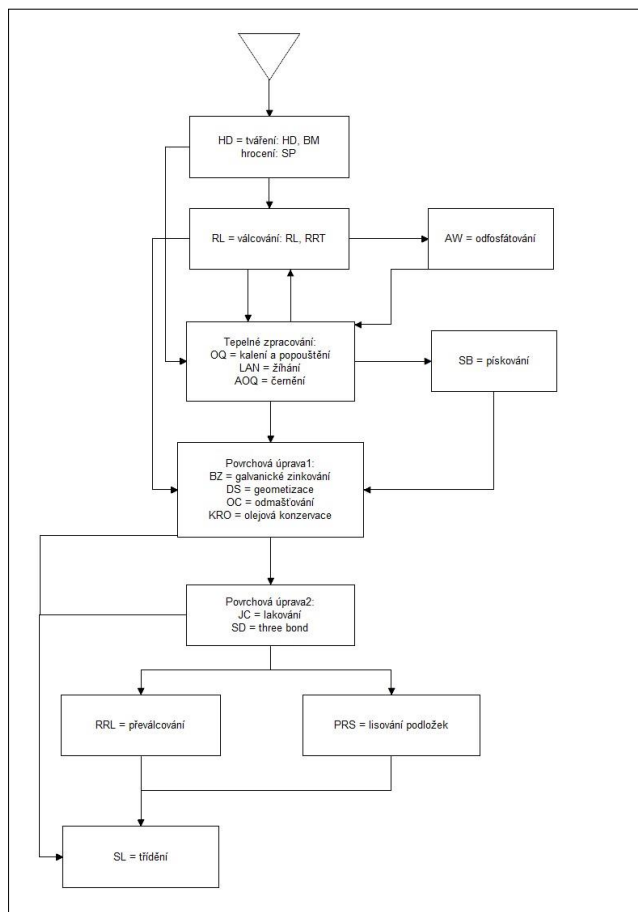 HD = tváření: HD, BM
hrocení: SP
RL = válcování: RL, RRT
AW = odfosfátování
Tepelné zpracování:
OQ = kalení a popouštění
LAN = žíhání
AOQ = černění
SB = pískování
Povrchová úprava1:
BZ = galvanické zinkování
DS = geometizace
OC = odmašťování
KRO = olejová konzervace
Povrchová úprava2:
JC = lakování
SD = three bond
RRL = převálcování
PRS = lisování podložek
SL = třídění